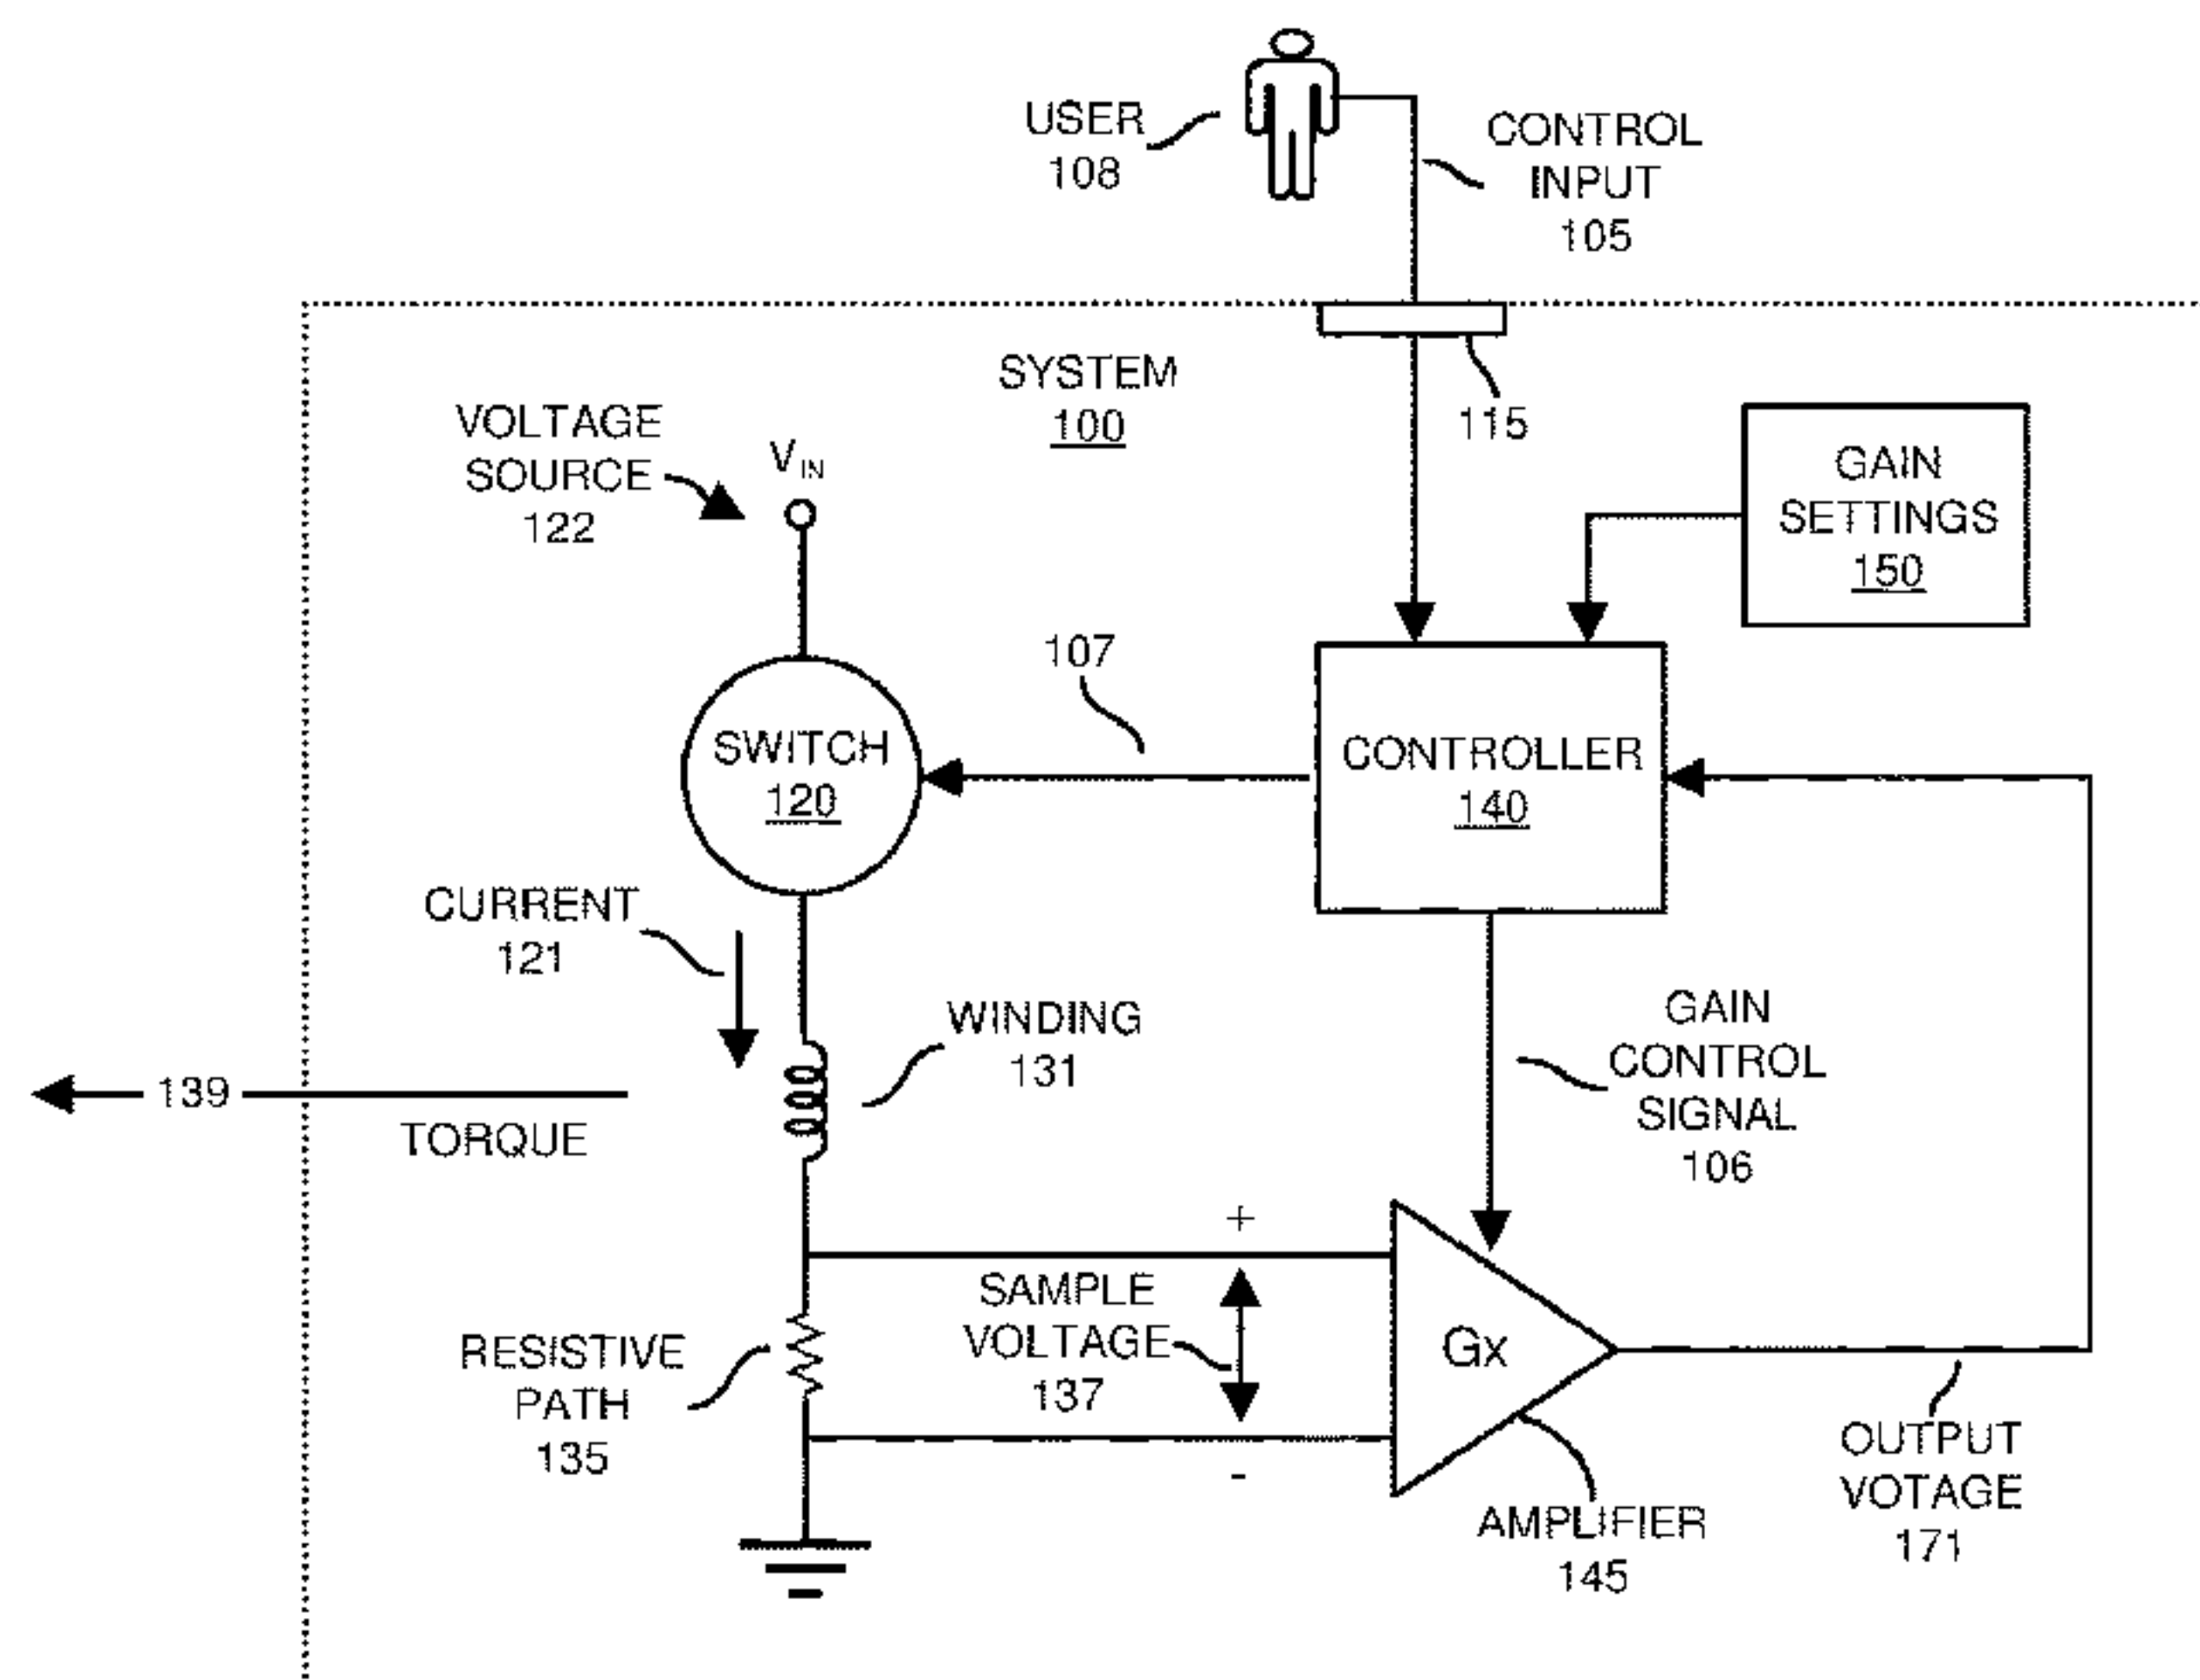 USER
108
CONTROL
INPUT
105
SYSTEM
100
115
VOLTAGE
SOURCE
122
VIN
GAIN
SETTINGS
150
107
SWITCH
120
CONTROLLER
140
CURRENT
121
WINDING
131
GAIN
CONTROL
SIGNAL
106
139
TORQUE
+
SAMPLE
VOLTAGE
137
-
RESISTIVE
PATH
135
Gx
AMPLIFIER
145
OUTPUT
VOTAGE
171